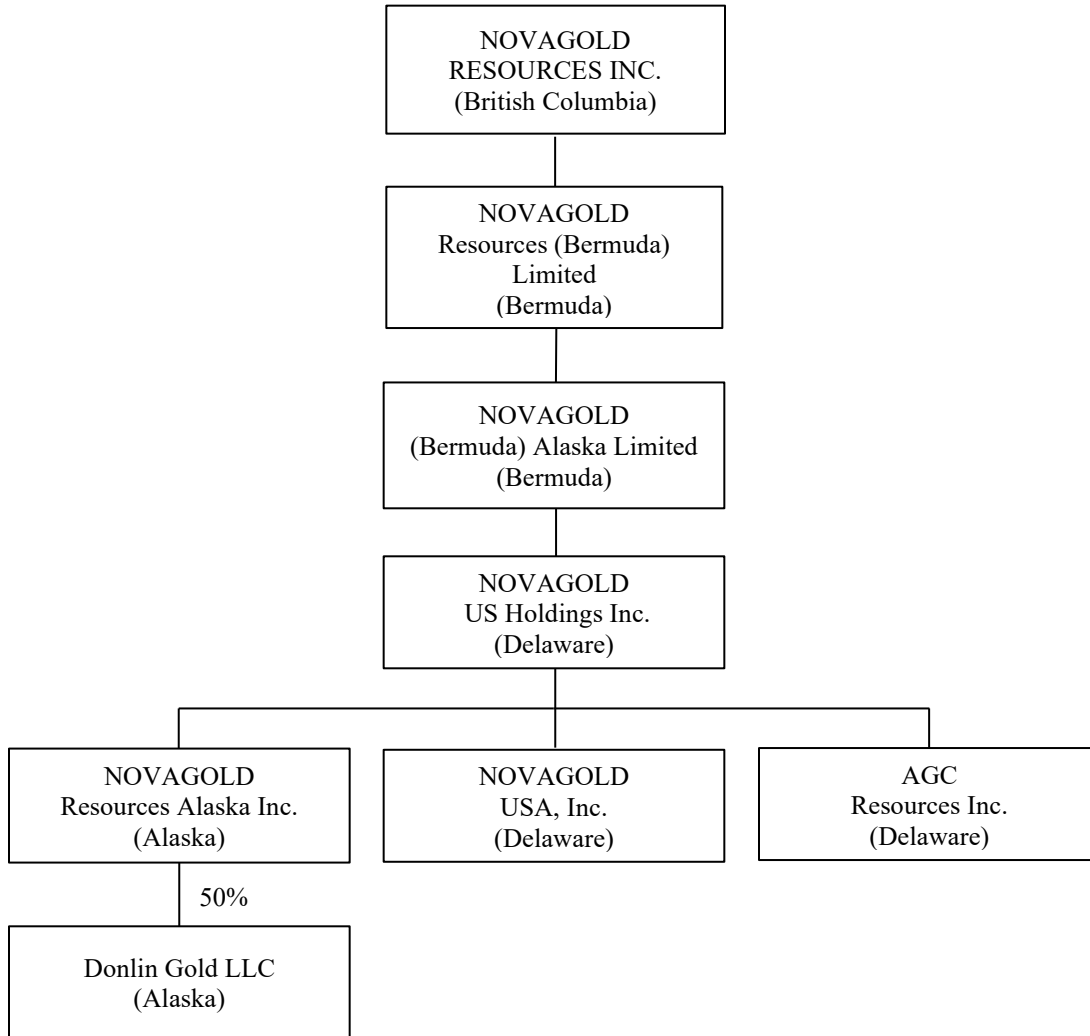 NOVAGOLD
RESOURCES INC.
(British Columbia)
NOVAGOLD
Resources (Bermuda)
Limited
(Bermuda)
NOVAGOLD
(Bermuda) Alaska Limited
(Bermuda)
NOVAGOLD
US Holdings Inc.
(Delaware)
NOVAGOLD
Resources Alaska Inc.
(Alaska)
NOVAGOLD
USA, Inc.
(Delaware)
AGC
Resources Inc.
(Delaware)
50%
Donlin Gold LLC
(Alaska)